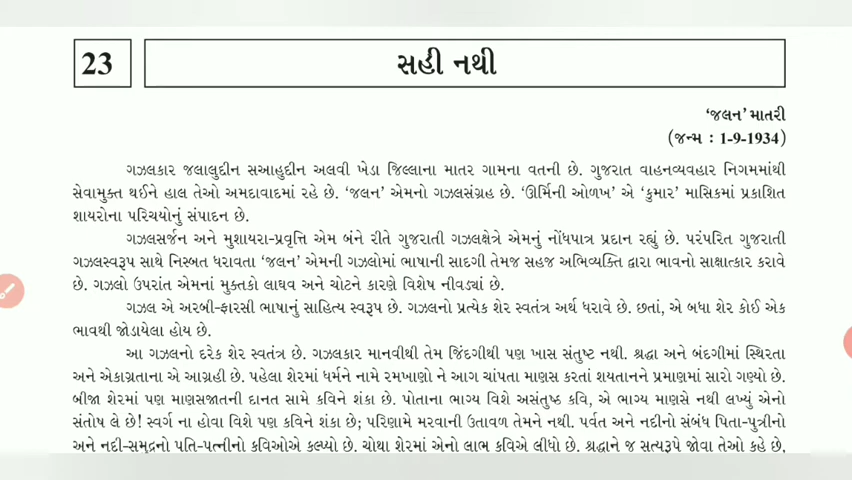 23
સહી નથી
‘જલન’ માતરી
(જન્મ : 1-9-1934)
ગઝલકાર જલાલુદ્દીન સઆહુદ્દીન અલવી ખેડા જિલ્લાના માતર ગામના વતની છે. ગુજરાત વાહનવ્યવહાર નિગમમાંથી
સેવામુક્ત થઈને હાલ તેઓ અમદાવાદમાં રહે છે. ‘જલન’ એમનો ગઝલસંગ્રહ છે. ‘ઊર્મિની ઓળખ’ એ ‘કુમાર’ માસિકમાં પ્રકાશિત
શાયરોના પરિચયોનું સંપાદન છે.
ગઝલસર્જન અને મુશાયરા-પ્રવૃત્તિ એમ બંને રીતે ગુજરાતી ગઝલક્ષેત્રે એમનું નોંધપાત્ર પ્રદાન રહ્યું છે. પરંપરિત ગુજરાતી
ગઝલસ્વરૂપ સાથે નિસ્બત ધરાવતા ‘જલન’ એમની ગઝલોમાં ભાષાની સાદગી તેમજ સહજ અભિવ્યક્તિ દ્વારા ભાવનો સાક્ષાત્કાર કરાવે
છે. ગઝલો ઉપરાંત એમનાં મુક્તકો લાઘવ અને ચોટને કારણે વિશેષ નીવડ્યાં છે.
ગઝલ એ અરબી-ફારસી ભાષાનું સાહિત્ય સ્વરૂપ છે. ગઝલનો પ્રત્યેક શેર સ્વતંત્ર અર્થ ધરાવે છે. છતાં, એ બધા શેર કોઈ એક
ભાવથી જોડાયેલા હોય છે.
આ ગઝલનો દરેક શેર સ્વતંત્ર છે. ગઝલકાર માનવીથી તેમ જિંદગીથી પણ ખાસ સંતુષ્ટ નથી. શ્રદ્ધા અને બંદગીમાં સ્થિરતા
અને એકાગ્રતાના એ આગ્રહી છે. પહેલા શેરમાં ધર્મને નામે રમખાણો ને આગ ચાંપતા માણસ કરતાં શયતાનને પ્રમાણમાં સારો ગણ્યો છે.
બીજા શેરમાં પણ માણસજાતની દાનત સામે કવિને શંકા છે. પોતાના ભાગ્ય વિશે અસંતુષ્ટ કવિ, એ ભાગ્ય માણસે નથી લખ્યું એનો
સંતોષ લે છે! સ્વર્ગ ના હોવા વિશે પણ કવિને શંકા છે; પરિણામે મરવાની ઉતાવળ તેમને નથી. પર્વત અને નદીનો સંબંધ પિતા-પુત્રીનો
અને નદી-સમુદ્રનો પતિ-પત્નીનો કવિઓએ કલ્પ્યો છે. ચોથા શેરમાં એનો લાભ કવિએ લીધો છે. શ્રદ્ધાને જ સત્યરૂપે જોવા તેઓ કહે છે,